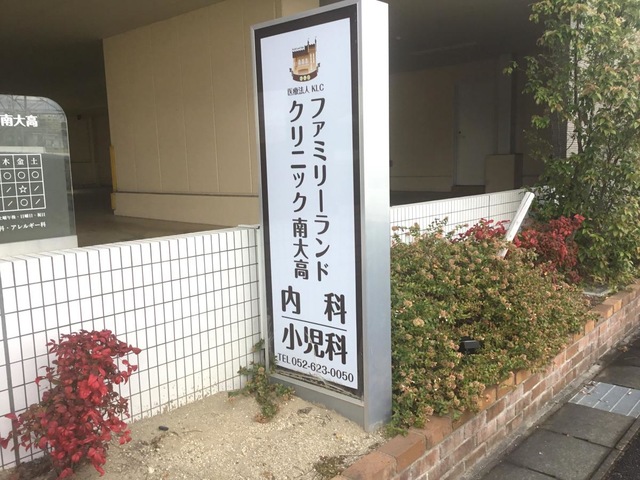 医療法人 KLC
ファミリーランド
クリニック 南大高
内 科
小児科
TEL 052-623-0050
南大高
木 金 土